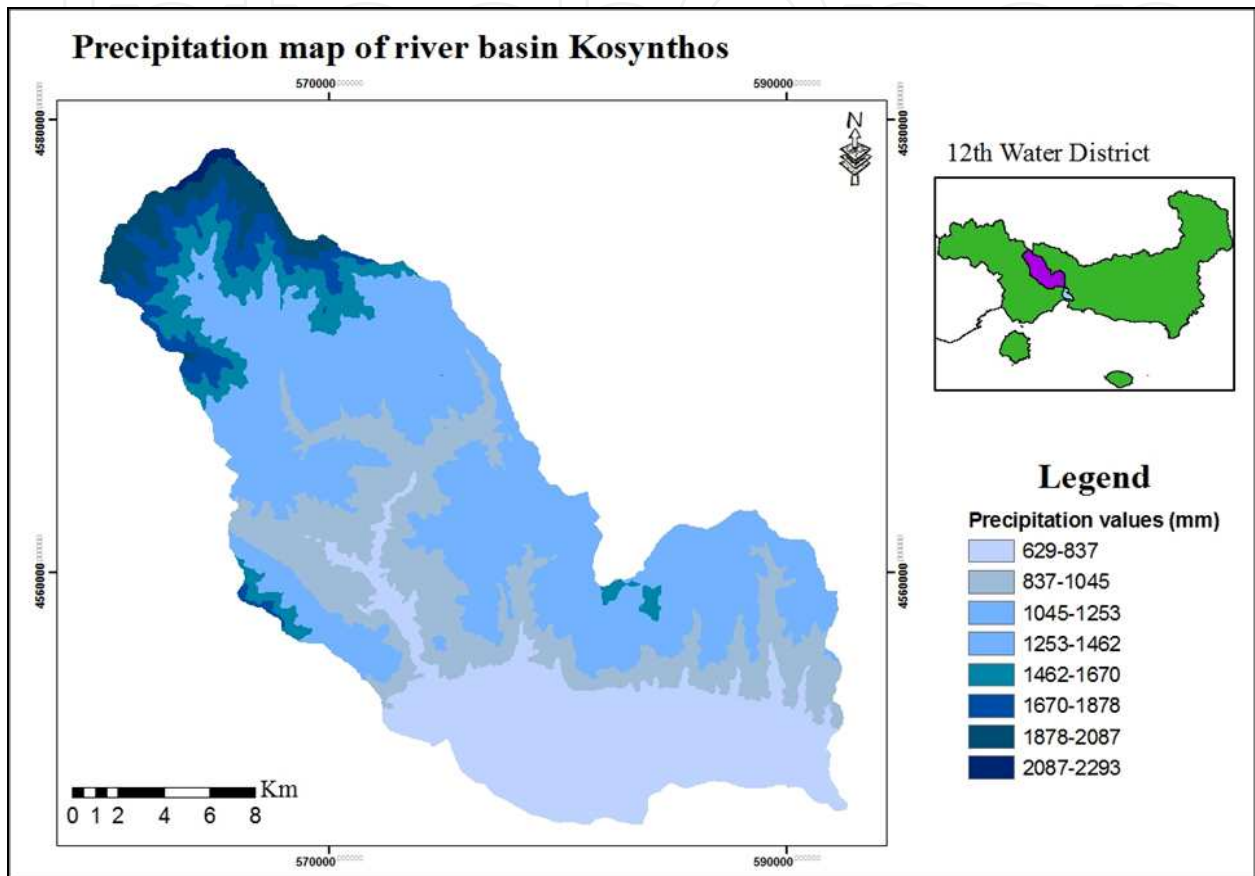 Precipitation map of river basin Kosynthos
570000
590000
4580000
4580000
N
12th Water District
4560000
4560000
Legend
Precipitation values (mm)
629-837
837-1045
1045-1253
1253-1462
1462-1670
1670-1878
1878-2087
2087-2293
Km
0 1 2 4 6 8
570000
590000